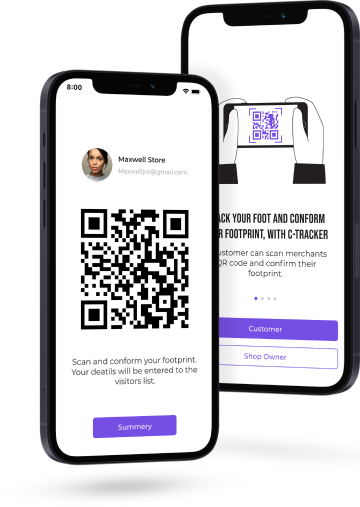 8:00
Maxwell Store
Maxwelljnr@gmail.com
Scan and conform your footprint.
Your deatils will be entered to the
visitors list.
Summery
YOUR FOOT AND CONFORM
FOOTPRINT, WITH C-TRACKER
customer can scan merchants
QR code and confirm their
footprint.
Customer
Shop Owner